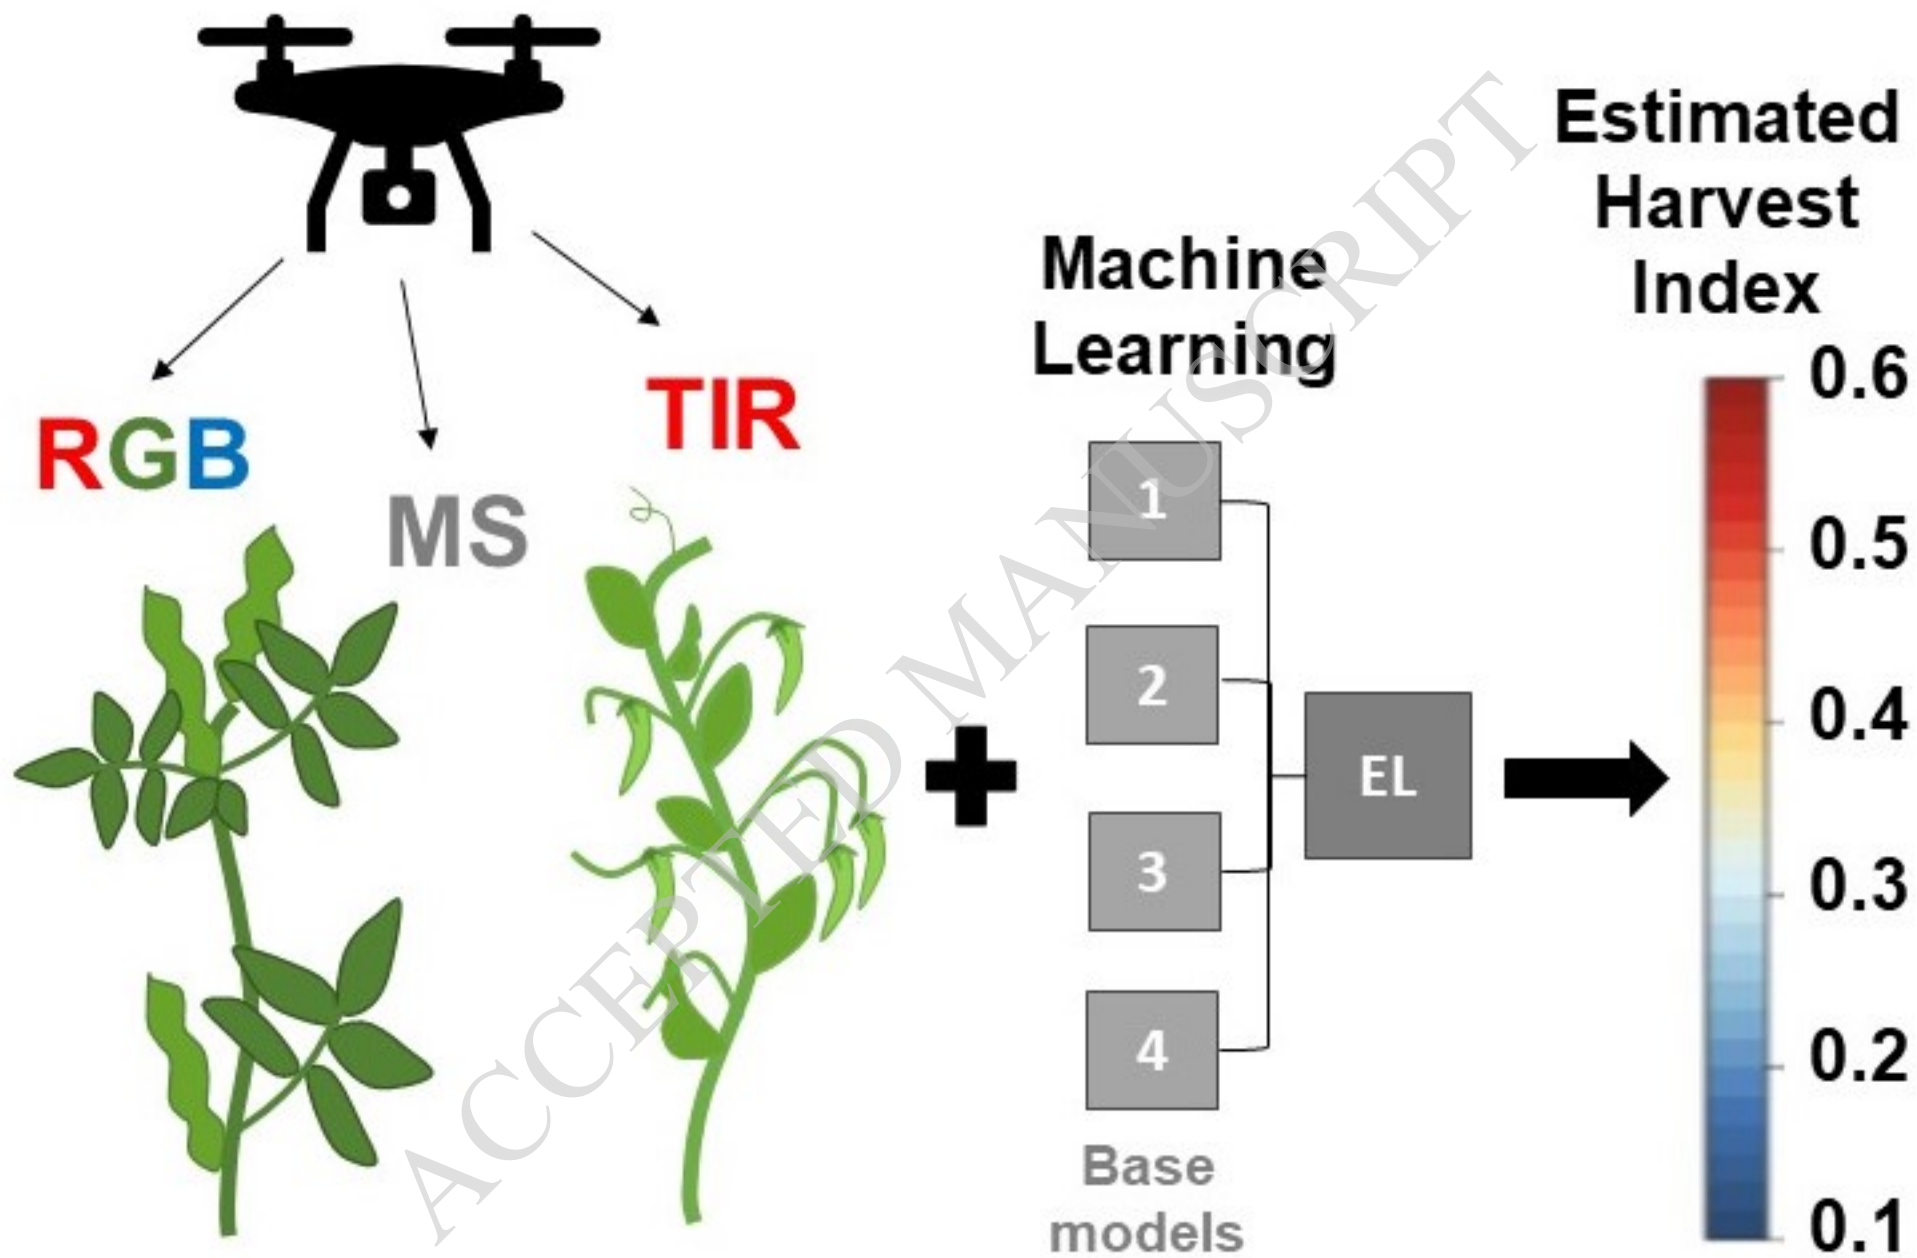 RGB
MS
TIR
Machine
Learning
1
2
3
4
EL
Base
models
Estimated
Harvest
Index
0.6
0.5
0.4
0.3
0.2
0.1
ACCEPTED MANUSCRIPT